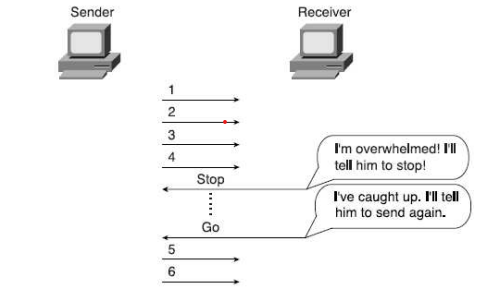 Sender
Receiver
1
2
3
4
I'm overwhelmed! I'll
tell him to stop!
Stop
I've caught up. I'll tell
him to send again.
Go
5
6